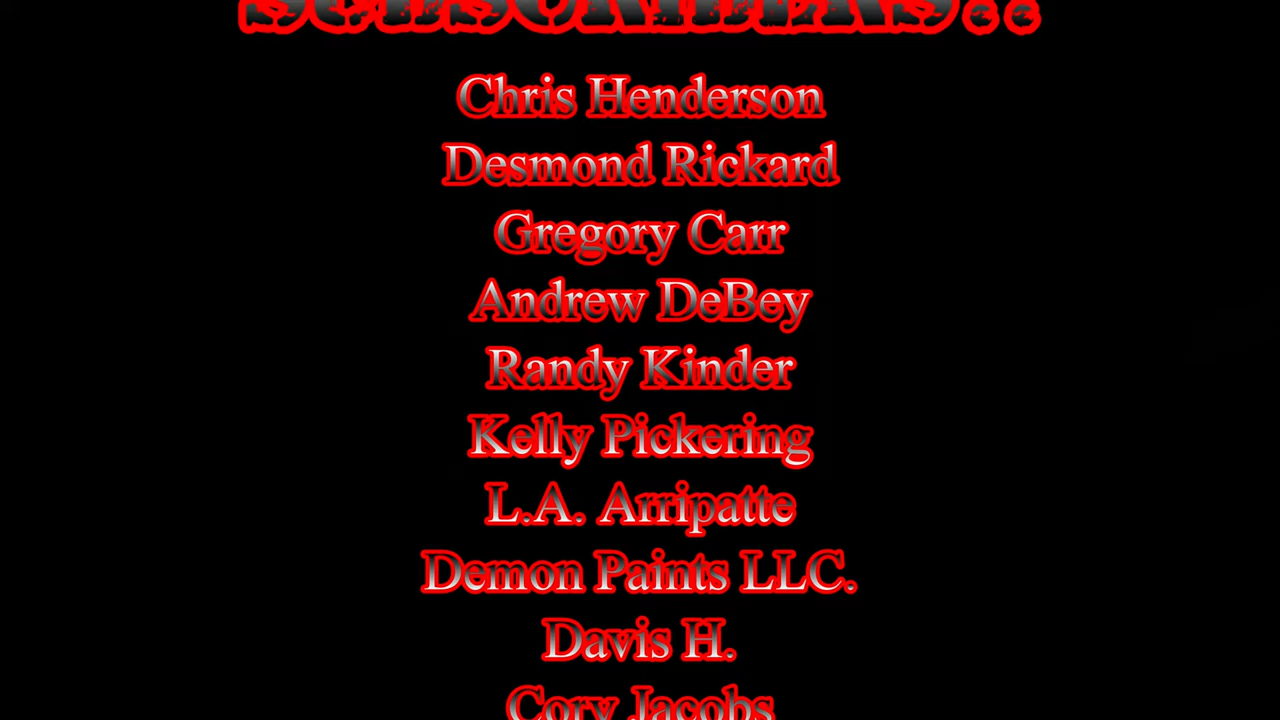 Chris Henderson
Desmond Rickard
Gregory Carr
Andrew DeBey
Randy Kinder
Kelly Pickering
L.A. Arripatte
Demon Paints LLC.
Davis H.
Cory Jacobs